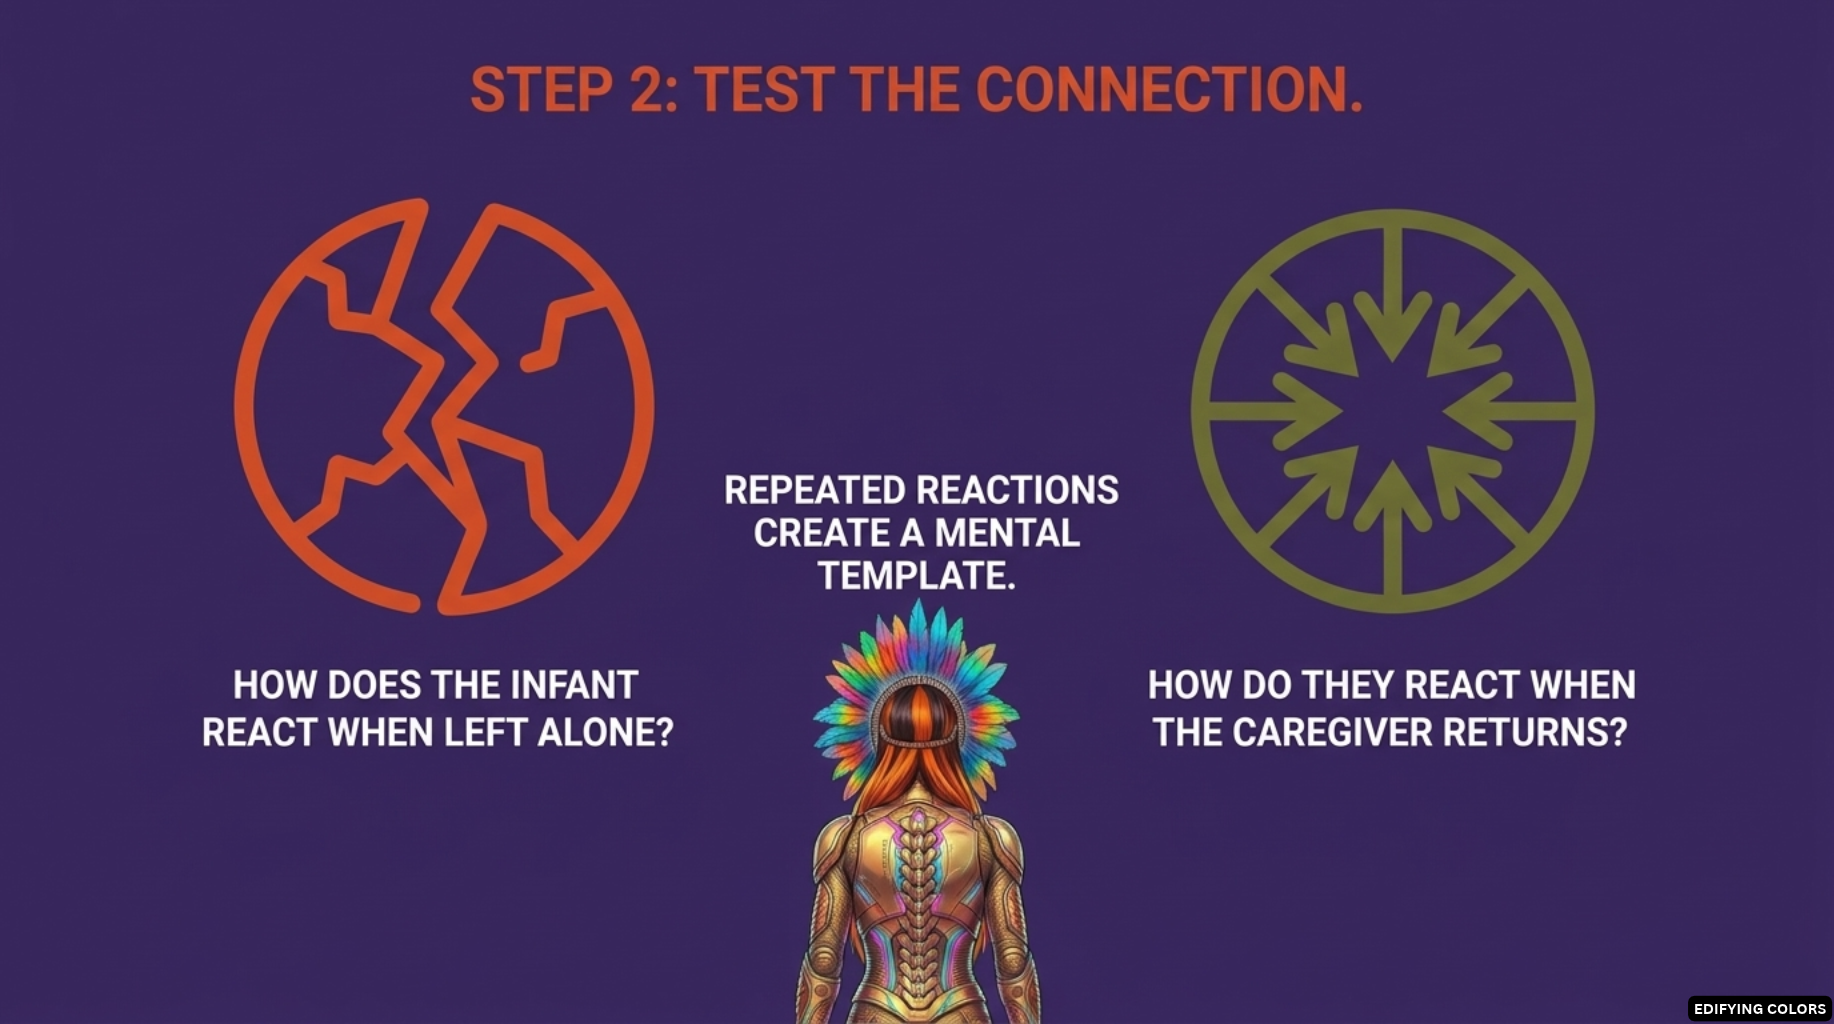 STEP 2: TEST THE CONNECTION.
REPEATED REACTIONS
CREATE A MENTAL
TEMPLATE.
HOW DOES THE INFANT
REACT WHEN LEFT ALONE?
HOW DO THEY REACT WHEN
THE CAREGIVER RETURNS?
EDIFYING COLORS